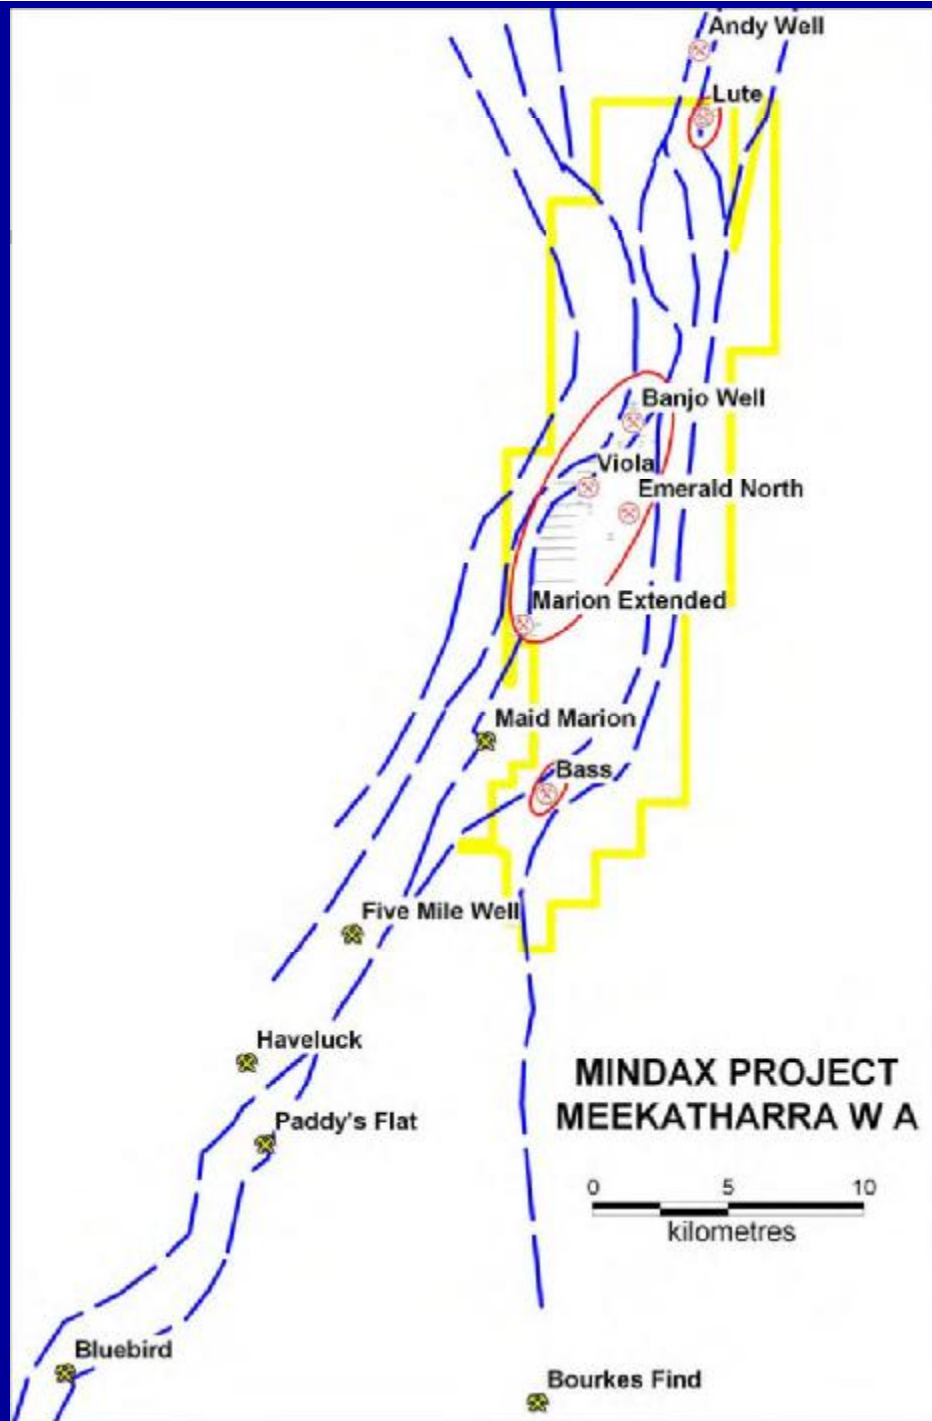 Andy Well
Lute
Banjo Well
Viola
Emerald North
Marion Extended
Maid Marion
Bass
Five Mile Well
Haveluck
MINDAX PROJECT
MEEKATHARRA W A
Paddy's Flat
0 5 10
kilometres
Bluebird
Bourkes Find